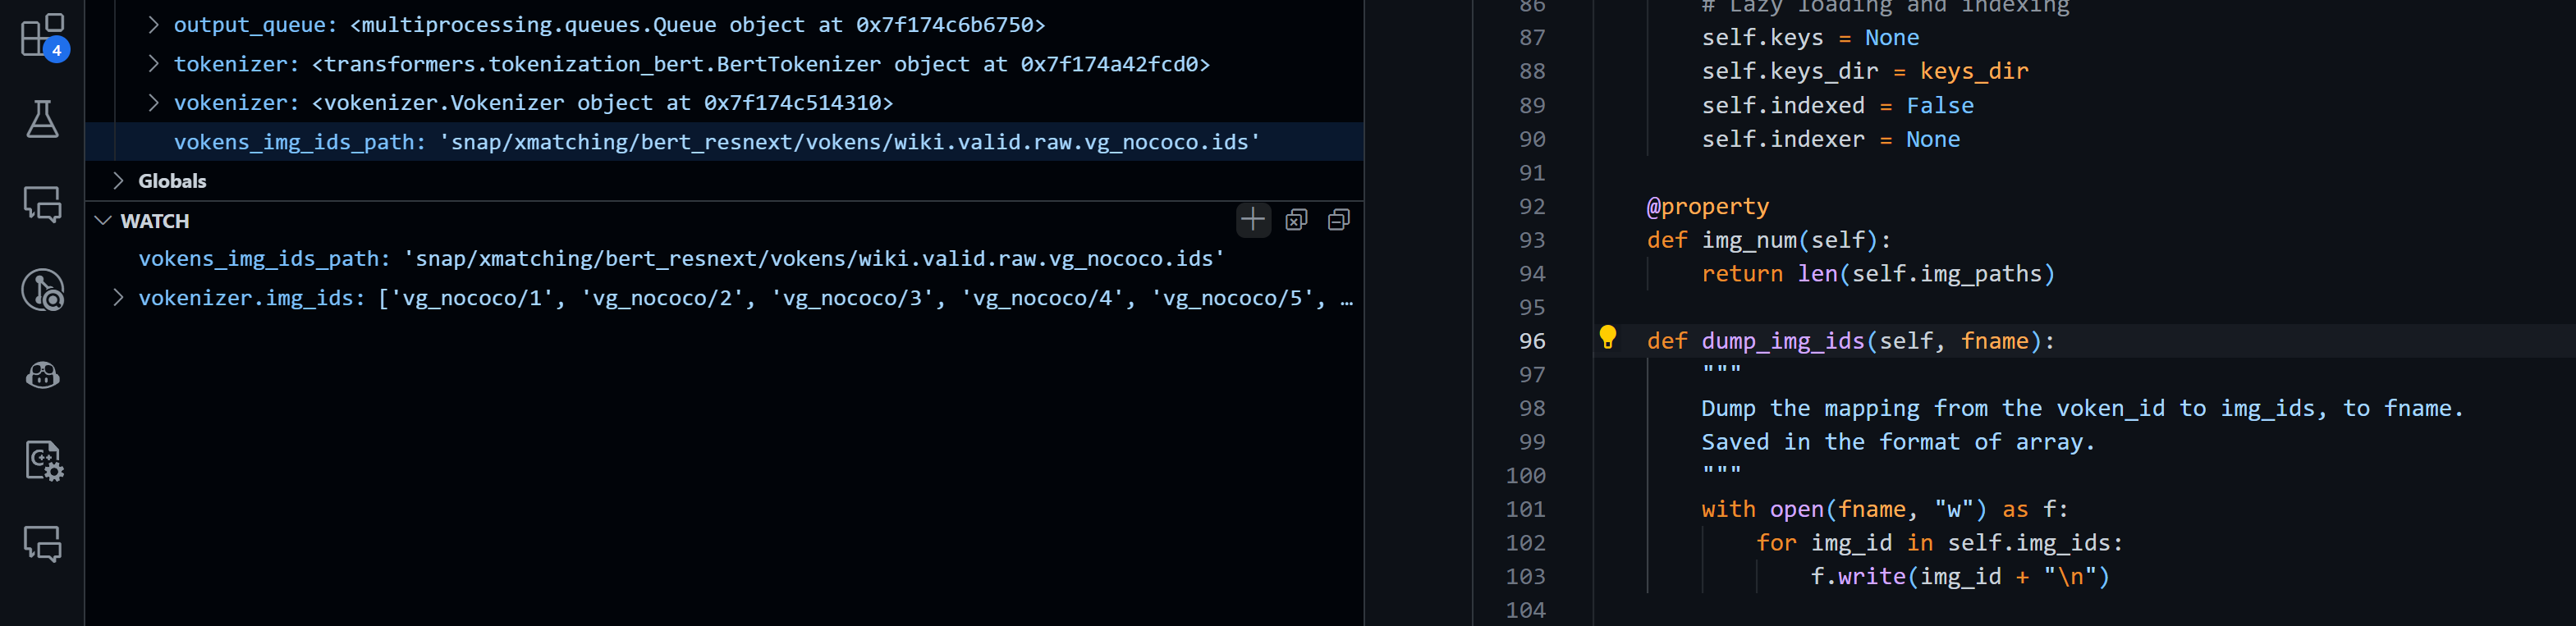 4
output_queue: <multiprocessing.queues.Queue object at 0x7f174c6b6750>
tokenizer: <transformers.tokenization_bert.BertTokenizer object at 0x7f174a42fcd0>
vokenizer: <vokenizer.Vokenizer object at 0x7f174c514310>
vokens_img_ids_path: 'snap/xmatching/bert_resnext/vokens/wiki.valid.raw.vg_nococo.ids'
Globals
WATCH
vokens_img_ids_path: 'snap/xmatching/bert_resnext/vokens/wiki.valid.raw.vg_nococo.ids'
vokenizer.img_ids: ['vg_nococo/1', 'vg_nococo/2', 'vg_nococo/3', 'vg_nococo/4', 'vg_nococo/5', …
86 # Lazy loading and indexing
87 self.keys = None
88 self.keys_dir = keys_dir
89 self.indexed = False
90 self.indexer = None
91
92 @property
93 def img_num(self):
94 return len(self.img_paths)
95
96 def dump_img_ids(self, fname):
97 """
98 Dump the mapping from the voken_id to img_ids, to fname.
99 Saved in the format of array.
100 """
101 with open(fname, "w") as f:
102 for img_id in self.img_ids:
103 f.write(img_id + "\n")
104